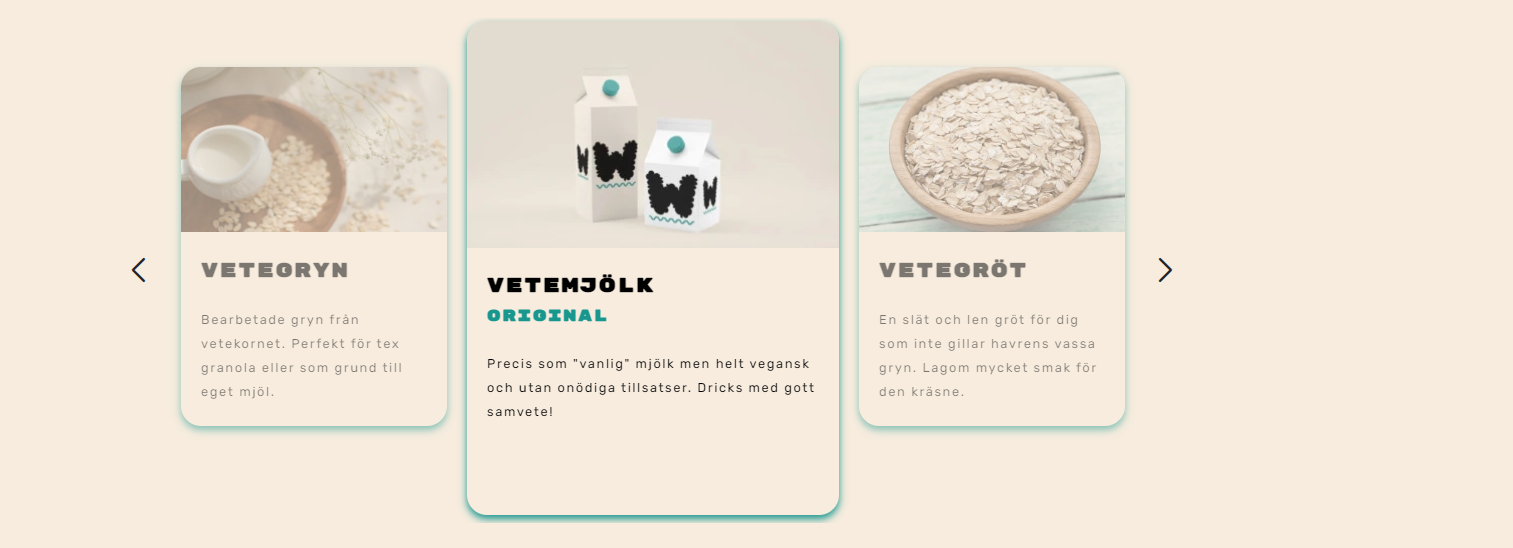 VETEGRYN
Bearbetade gryn från
vetekornet. Perfekt för tex
granola eller som grund till
eget mjöl.
W W
W W
VETEMJÖLK
ORIGINAL
Precis som "vanlig" mjölk men helt vegansk
och utan onödiga tillsatser. Dricks med gott
samvete!
VETEGRÖT
En slät och len gröt för dig
som inte gillar havrens vassa
gryn. Lagom mycket smak för
den kräsne.